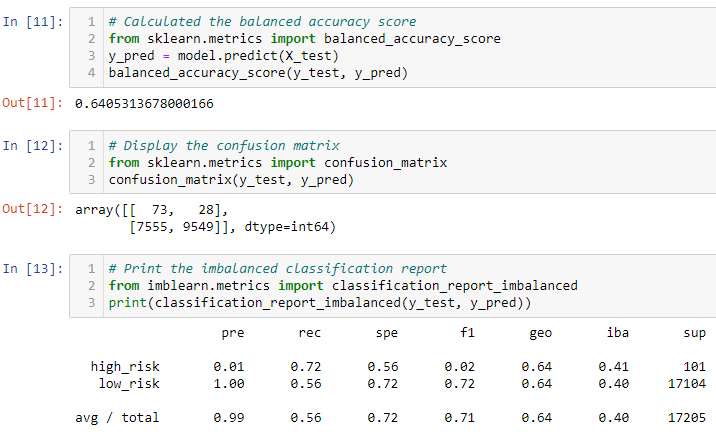 In [11]:
1 # Calculated the balanced accuracy score
2 from sklearn.metrics import balanced_accuracy_score
3 y_pred = model.predict(X_test)
4 balanced_accuracy_score(y_test, y_pred)
Out[11]: 0.6405313678000166
In [12]:
1 # Display the confusion matrix
2 from sklearn.metrics import confusion_matrix
3 confusion_matrix(y_test, y_pred)
Out[12]: array([[  73,   28],
       [7555, 9549]], dtype=int64)
In [13]:
1 # Print the imbalanced classification report
2 from imblearn.metrics import classification_report_imbalanced
3 print(classification_report_imbalanced(y_test, y_pred))
pre rec spe f1 geo iba sup
high_risk 0.01 0.72 0.56 0.02 0.64 0.41 101
low_risk 1.00 0.56 0.72 0.72 0.64 0.40 17104
avg / total 0.99 0.56 0.72 0.71 0.64 0.40 17205